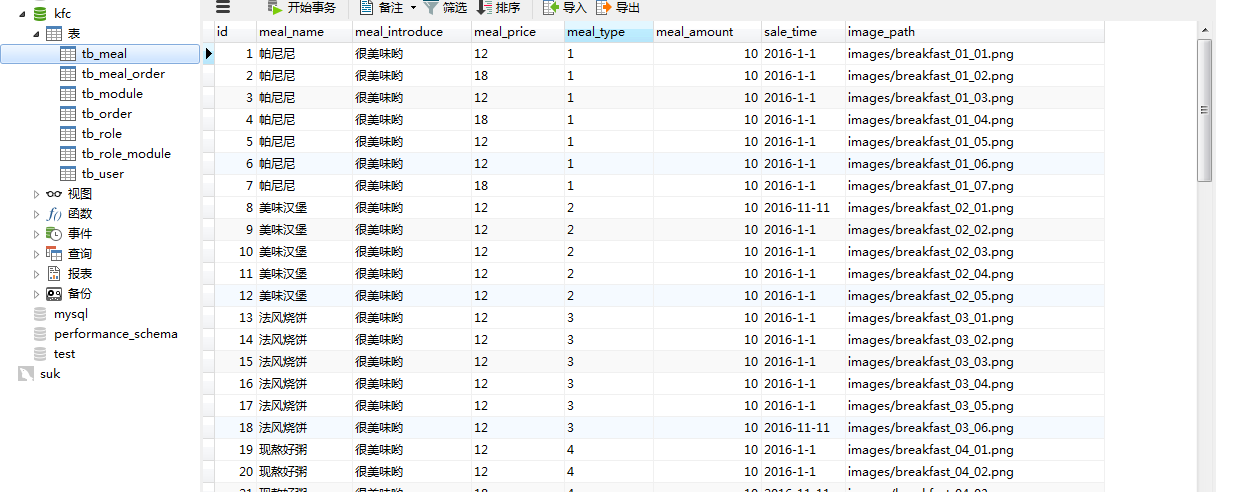 开始事务 备注 筛选 排序 导入 导出
kfc
表
tb_meal
tb_meal_order
tb_module
tb_order
tb_role
tb_role_module
tb_user
视图
函数
事件
查询
报表
备份
mysql
performance_schema
test
suk
id meal_name meal_introduce meal_price meal_type meal_amount sale_time image_path
1 帕尼尼 很美味哟 12 1 10 2016-1-1 images/breakfast_01_01.png
2 帕尼尼 很美味哟 18 1 10 2016-1-1 images/breakfast_01_02.png
3 帕尼尼 很美味哟 12 1 10 2016-1-1 images/breakfast_01_03.png
4 帕尼尼 很美味哟 18 1 10 2016-1-1 images/breakfast_01_04.png
5 帕尼尼 很美味哟 12 1 10 2016-1-1 images/breakfast_01_05.png
6 帕尼尼 很美味哟 12 1 10 2016-1-1 images/breakfast_01_06.png
7 帕尼尼 很美味哟 18 1 10 2016-1-1 images/breakfast_01_07.png
8 美味汉堡 很美味哟 12 2 10 2016-11-11 images/breakfast_02_01.png
9 美味汉堡 很美味哟 12 2 10 2016-1-1 images/breakfast_02_02.png
10 美味汉堡 很美味哟 12 2 10 2016-1-1 images/breakfast_02_03.png
11 美味汉堡 很美味哟 12 2 10 2016-1-1 images/breakfast_02_04.png
12 美味汉堡 很美味哟 12 2 10 2016-1-1 images/breakfast_02_05.png
13 法风烧饼 很美味哟 12 3 10 2016-1-1 images/breakfast_03_01.png
14 法风烧饼 很美味哟 12 3 10 2016-1-1 images/breakfast_03_02.png
15 法风烧饼 很美味哟 12 3 10 2016-1-1 images/breakfast_03_03.png
16 法风烧饼 很美味哟 12 3 10 2016-1-1 images/breakfast_03_04.png
17 法风烧饼 很美味哟 12 3 10 2016-1-1 images/breakfast_03_05.png
18 法风烧饼 很美味哟 12 3 10 2016-11-11 images/breakfast_03_06.png
19 现熬好粥 很美味哟 12 4 10 2016-1-1 images/breakfast_04_01.png
20 现熬好粥 很美味哟 12 4 10 2016-1-1 images/breakfast_04_02.png